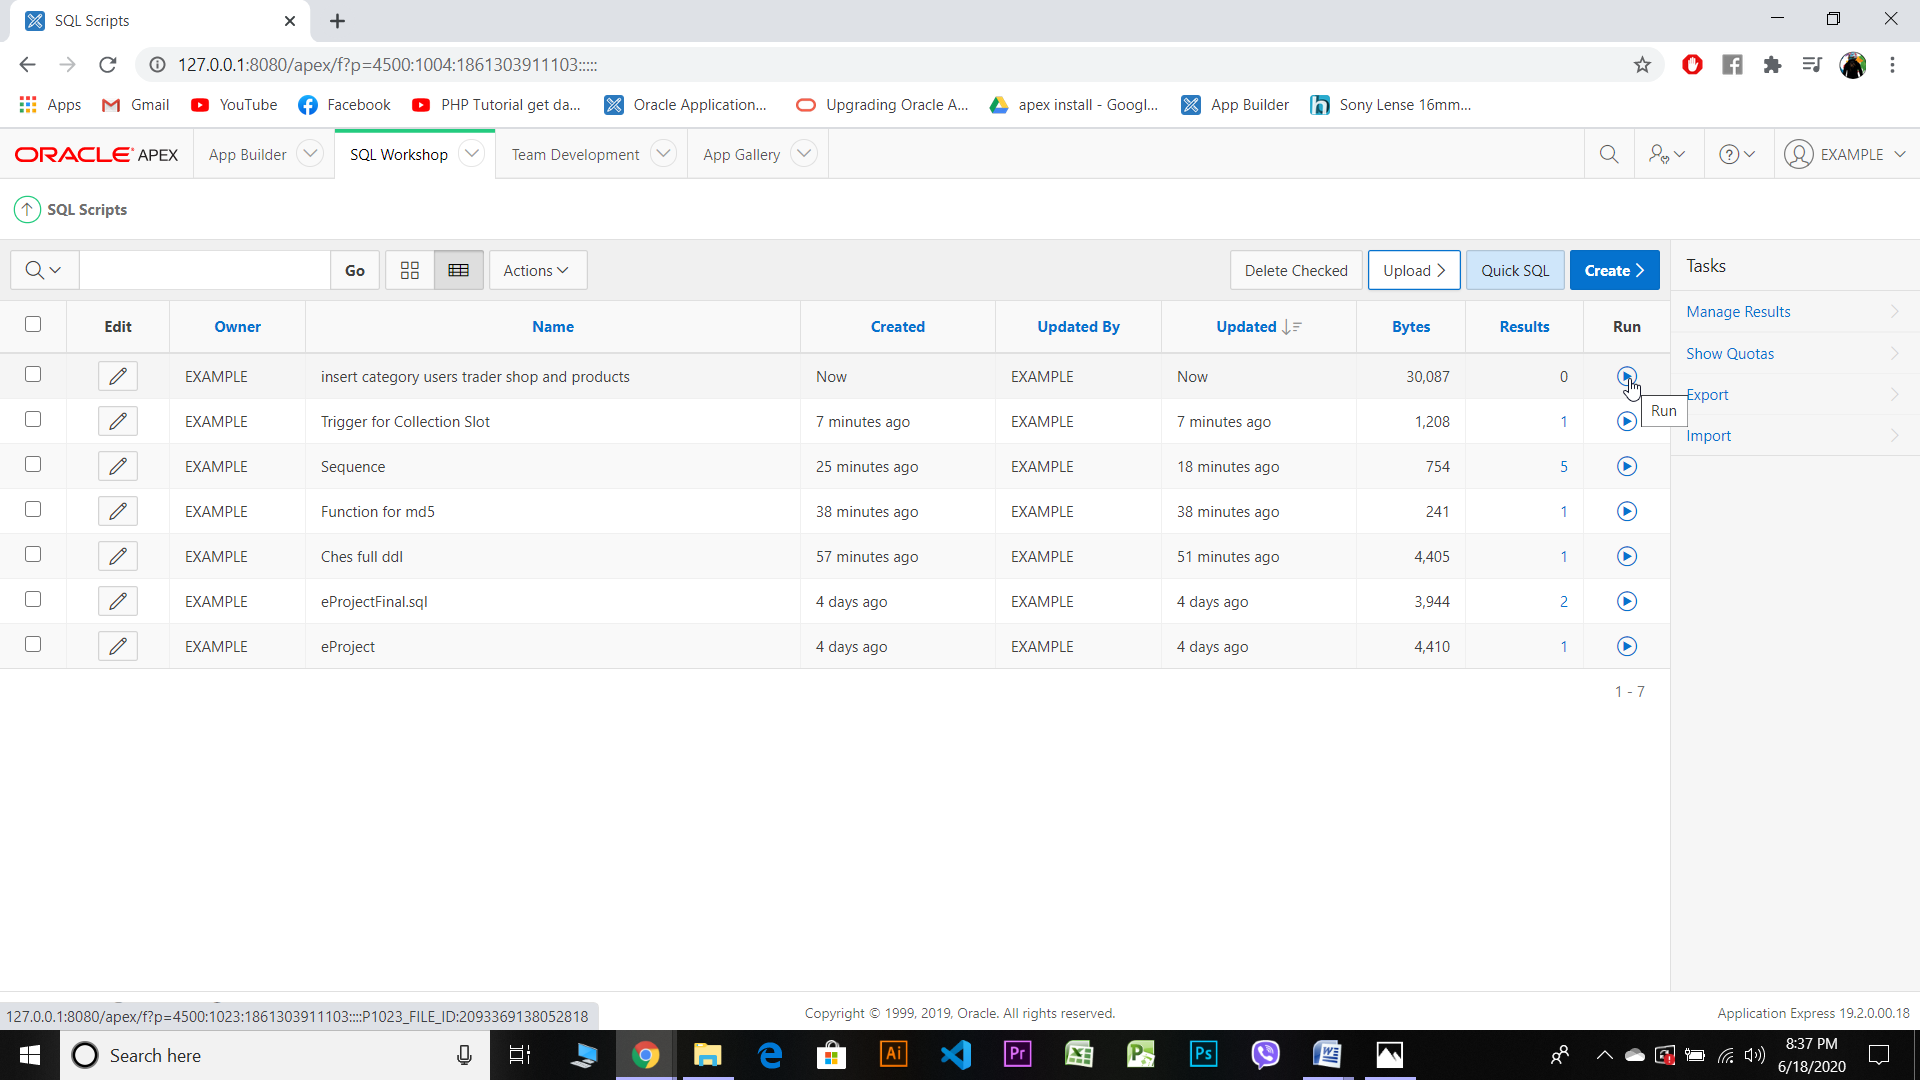 SQL Scripts
127.0.0.1:8080/apex/f?p=4500:1004:1861303911103:::::
Apps Gmail YouTube Facebook PHP Tutorial get da... Oracle Application... Upgrading Oracle A... apex install - Googl... App Builder Sony Lense 16mm...
ORACLE APEX App Builder SQL Workshop Team Development App Gallery EXAMPLE
SQL Scripts
Go Actions Delete Checked Upload Quick SQL Create Tasks
Edit Owner Name Created Updated By Updated Bytes Results Run
Manage Results
Show Quotas
Export
Import
EXAMPLE insert category users trader shop and products Now EXAMPLE Now 30,087 0
Run
EXAMPLE Trigger for Collection Slot 7 minutes ago EXAMPLE 7 minutes ago 1,208 1
EXAMPLE Sequence 25 minutes ago EXAMPLE 18 minutes ago 754 5
EXAMPLE Function for md5 38 minutes ago EXAMPLE 38 minutes ago 241 1
EXAMPLE Ches full ddl 57 minutes ago EXAMPLE 51 minutes ago 4,405 1
EXAMPLE eProjectFinal.sql 4 days ago EXAMPLE 4 days ago 3,944 2
EXAMPLE eProject 4 days ago EXAMPLE 4 days ago 4,410 1
1 - 7
127.0.0.1:8080/apex/f?p=4500:1023:1861303911103::::P1023_FILE_ID:2093369138052818
Copyright © 1999, 2019, Oracle. All rights reserved.
Application Express 19.2.0.00.18
Search here
Ai Pr Ps
8:37 PM
6/18/2020